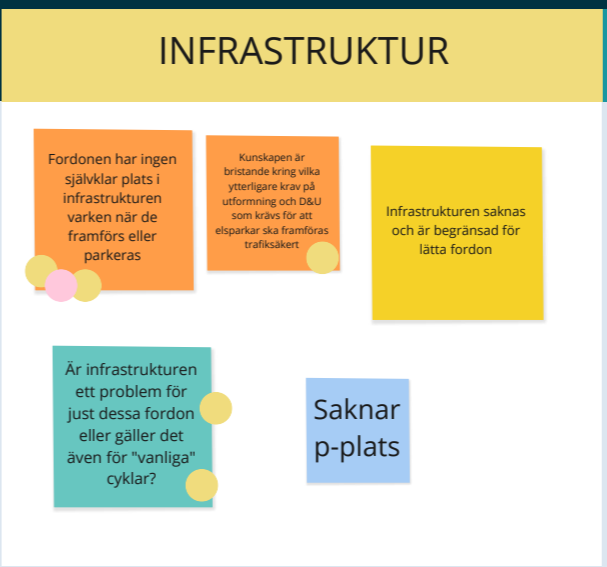 INFRASTRUKTUR
Fordonen har ingen
självklar plats i
infrastrukturen
varken när de
framförs eller
parkeras
Kunskapen är
bristande kring vilka
ytterligare krav på
utformning och D&U
som krävs för att
elsparkar ska framföras
trafiksäkert
Infrastrukturen saknas
och är begränsad för
lätta fordon
Är infrastrukturen
ett problem för
just dessa fordon
eller gäller det
även för "vanliga"
cyklar?
Saknar
p-plats